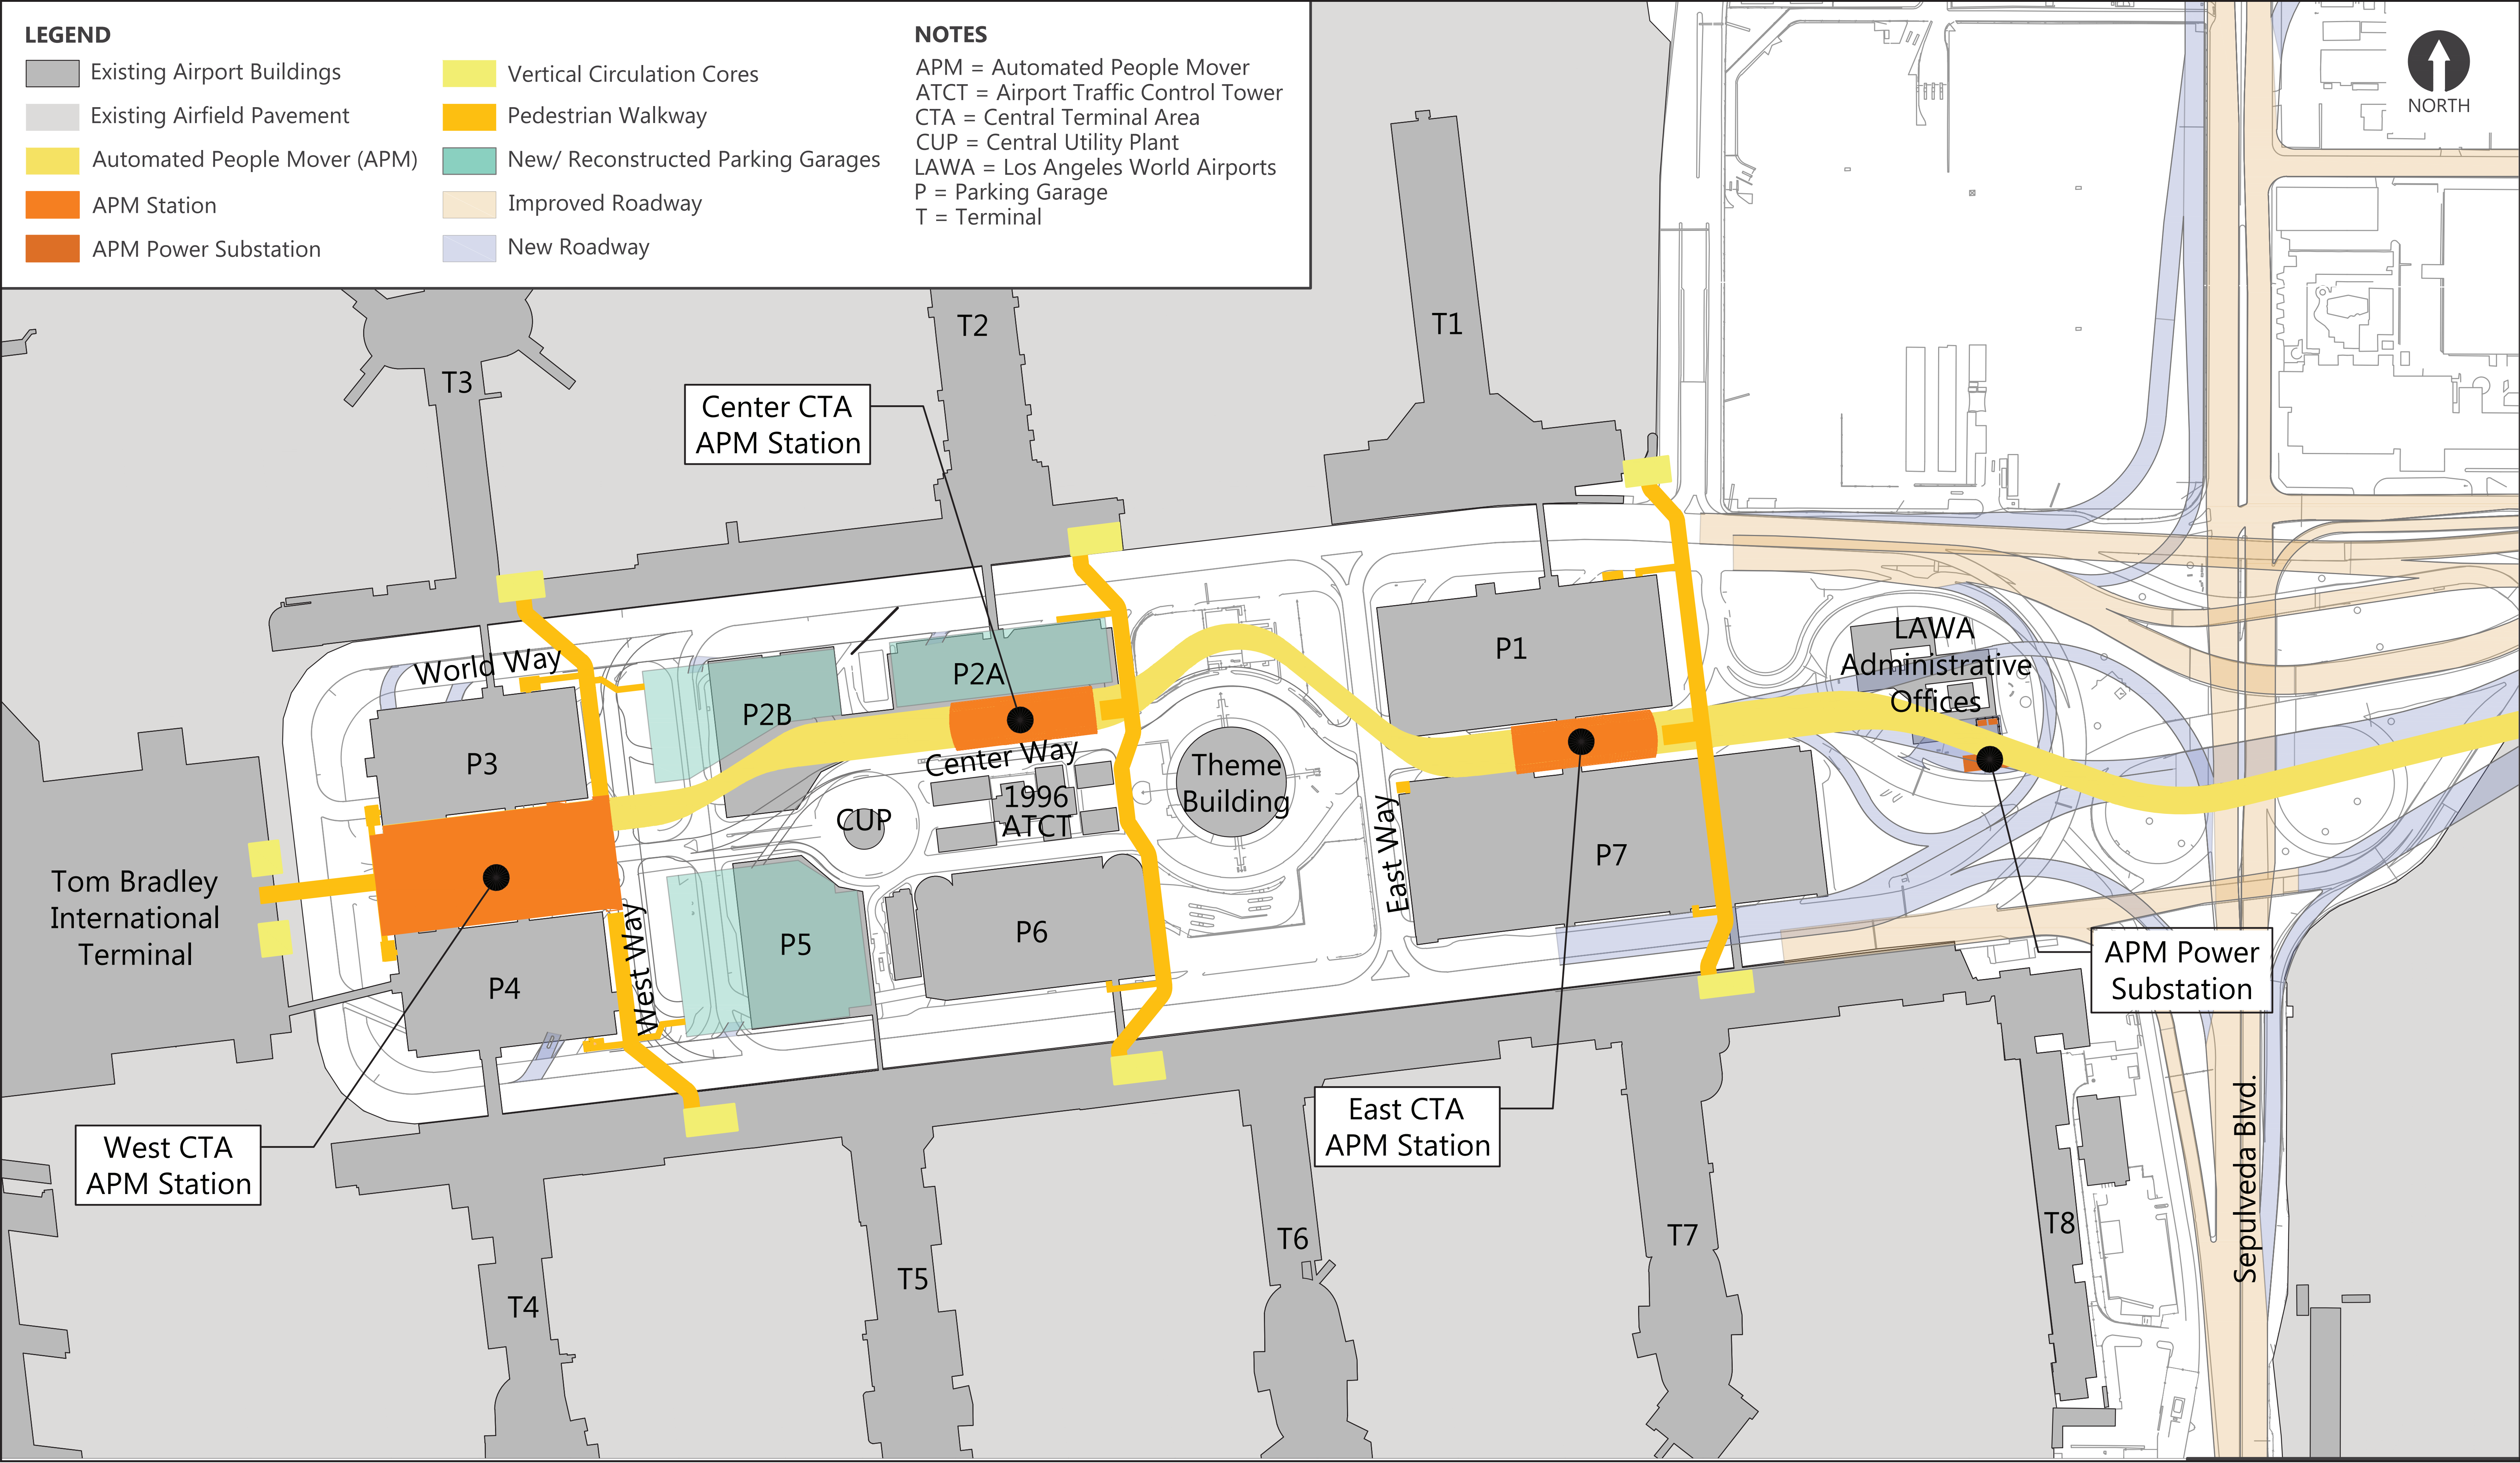 LEGEND
Existing Airport Buildings
Existing Airfield Pavement
Automated People Mover (APM)
APM Station
APM Power Substation
Vertical Circulation Cores
Pedestrian Walkway
New/ Reconstructed Parking Garages
Improved Roadway
New Roadway
NOTES
APM = Automated People Mover
ATCT = Airport Traffic Control Tower
CTA = Central Terminal Area
CUP = Central Utility Plant
LAWA = Los Angeles World Airports
P = Parking Garage
T = Terminal
NORTH
T3
T2
T1
Center CTA
APM Station
World Way
P2B
P2A
P1
LAWA
Administrative
Offices
P3
Center Way
1996
ATCT
CUP
Theme
Building
East Way
P7
Tom Bradley
International
Terminal
P4
West Way
P5
P6
APM Power
Substation
West CTA
APM Station
East CTA
APM Station
T4
T5
T6
T7
T8
Sepulveda Blvd.